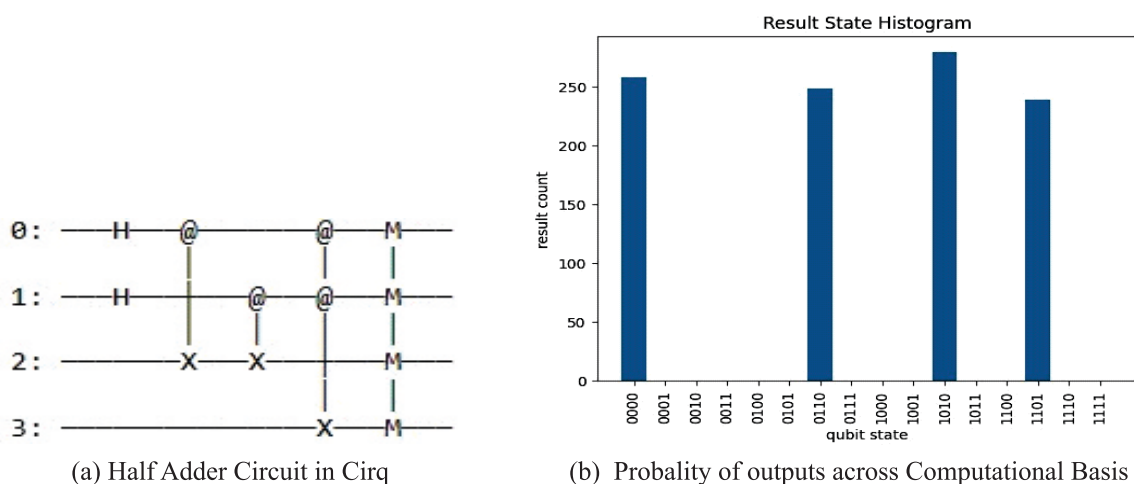 Result State Histogram
250
200
150
100
50
0
result count
0000
0001
0010
0011
0100
0101
0110
0111
1000
1001
1010
1011
1100
1101
1110
1111
qubit state
0: H @ @ M
1: H @ @ M
2: X X M
3: X M
(a) Half Adder Circuit in Cirq
(b) Probality of outputs across Computational Basis